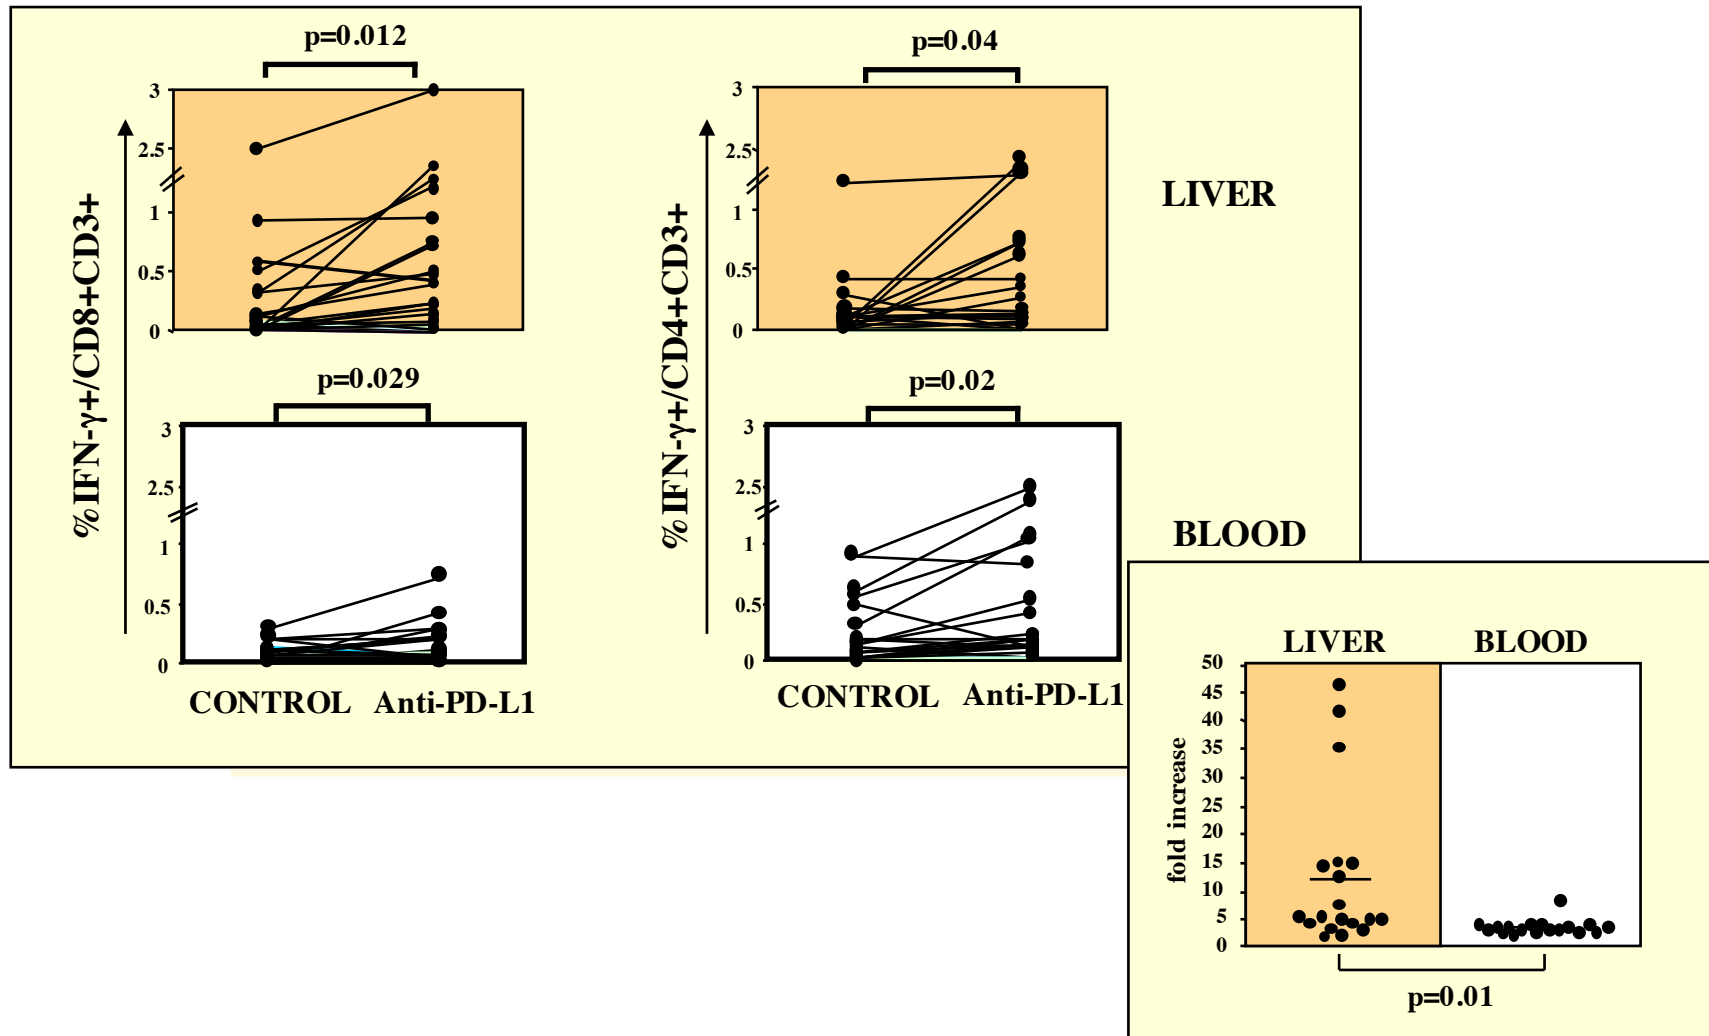 p=0.012
p=0.04
3
2.5
1
0.5
0
3
2.5
1
0.5
0
LIVER
%IFN-γ+/CD8+CD3+
%IFN-γ+/CD4+CD3+
p=0.029
p=0.02
3
2.5
1
0.5
0
3
2.5
1
0.5
0
BLOOD
CONTROL Anti-PD-L1
CONTROL Anti-PD-L1
LIVER BLOOD
50
45
40
35
30
25
20
15
10
5
0
fold increase
p=0.01